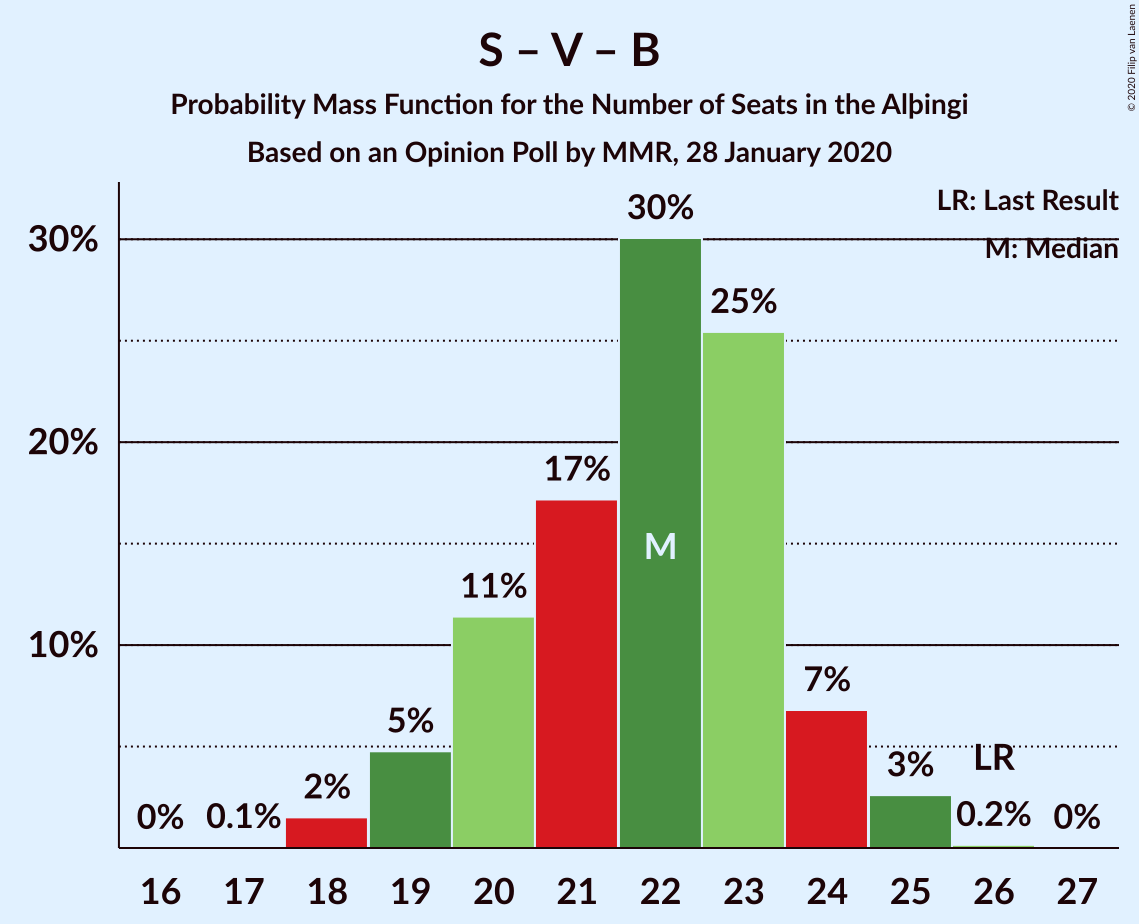 S – V – B
Probability Mass Function for the Number of Seats in the Alþingi
Based on an Opinion Poll by MMR, 28 January 2020
© 2020 Filip van Laenen
LR: Last Result
M: Median
30%
20%
10%
0%
0.1%
2%
5%
11%
17%
30%
M
25%
7%
3%
LR
0.2%
0%
16 17 18 19 20 21 22 23 24 25 26 27